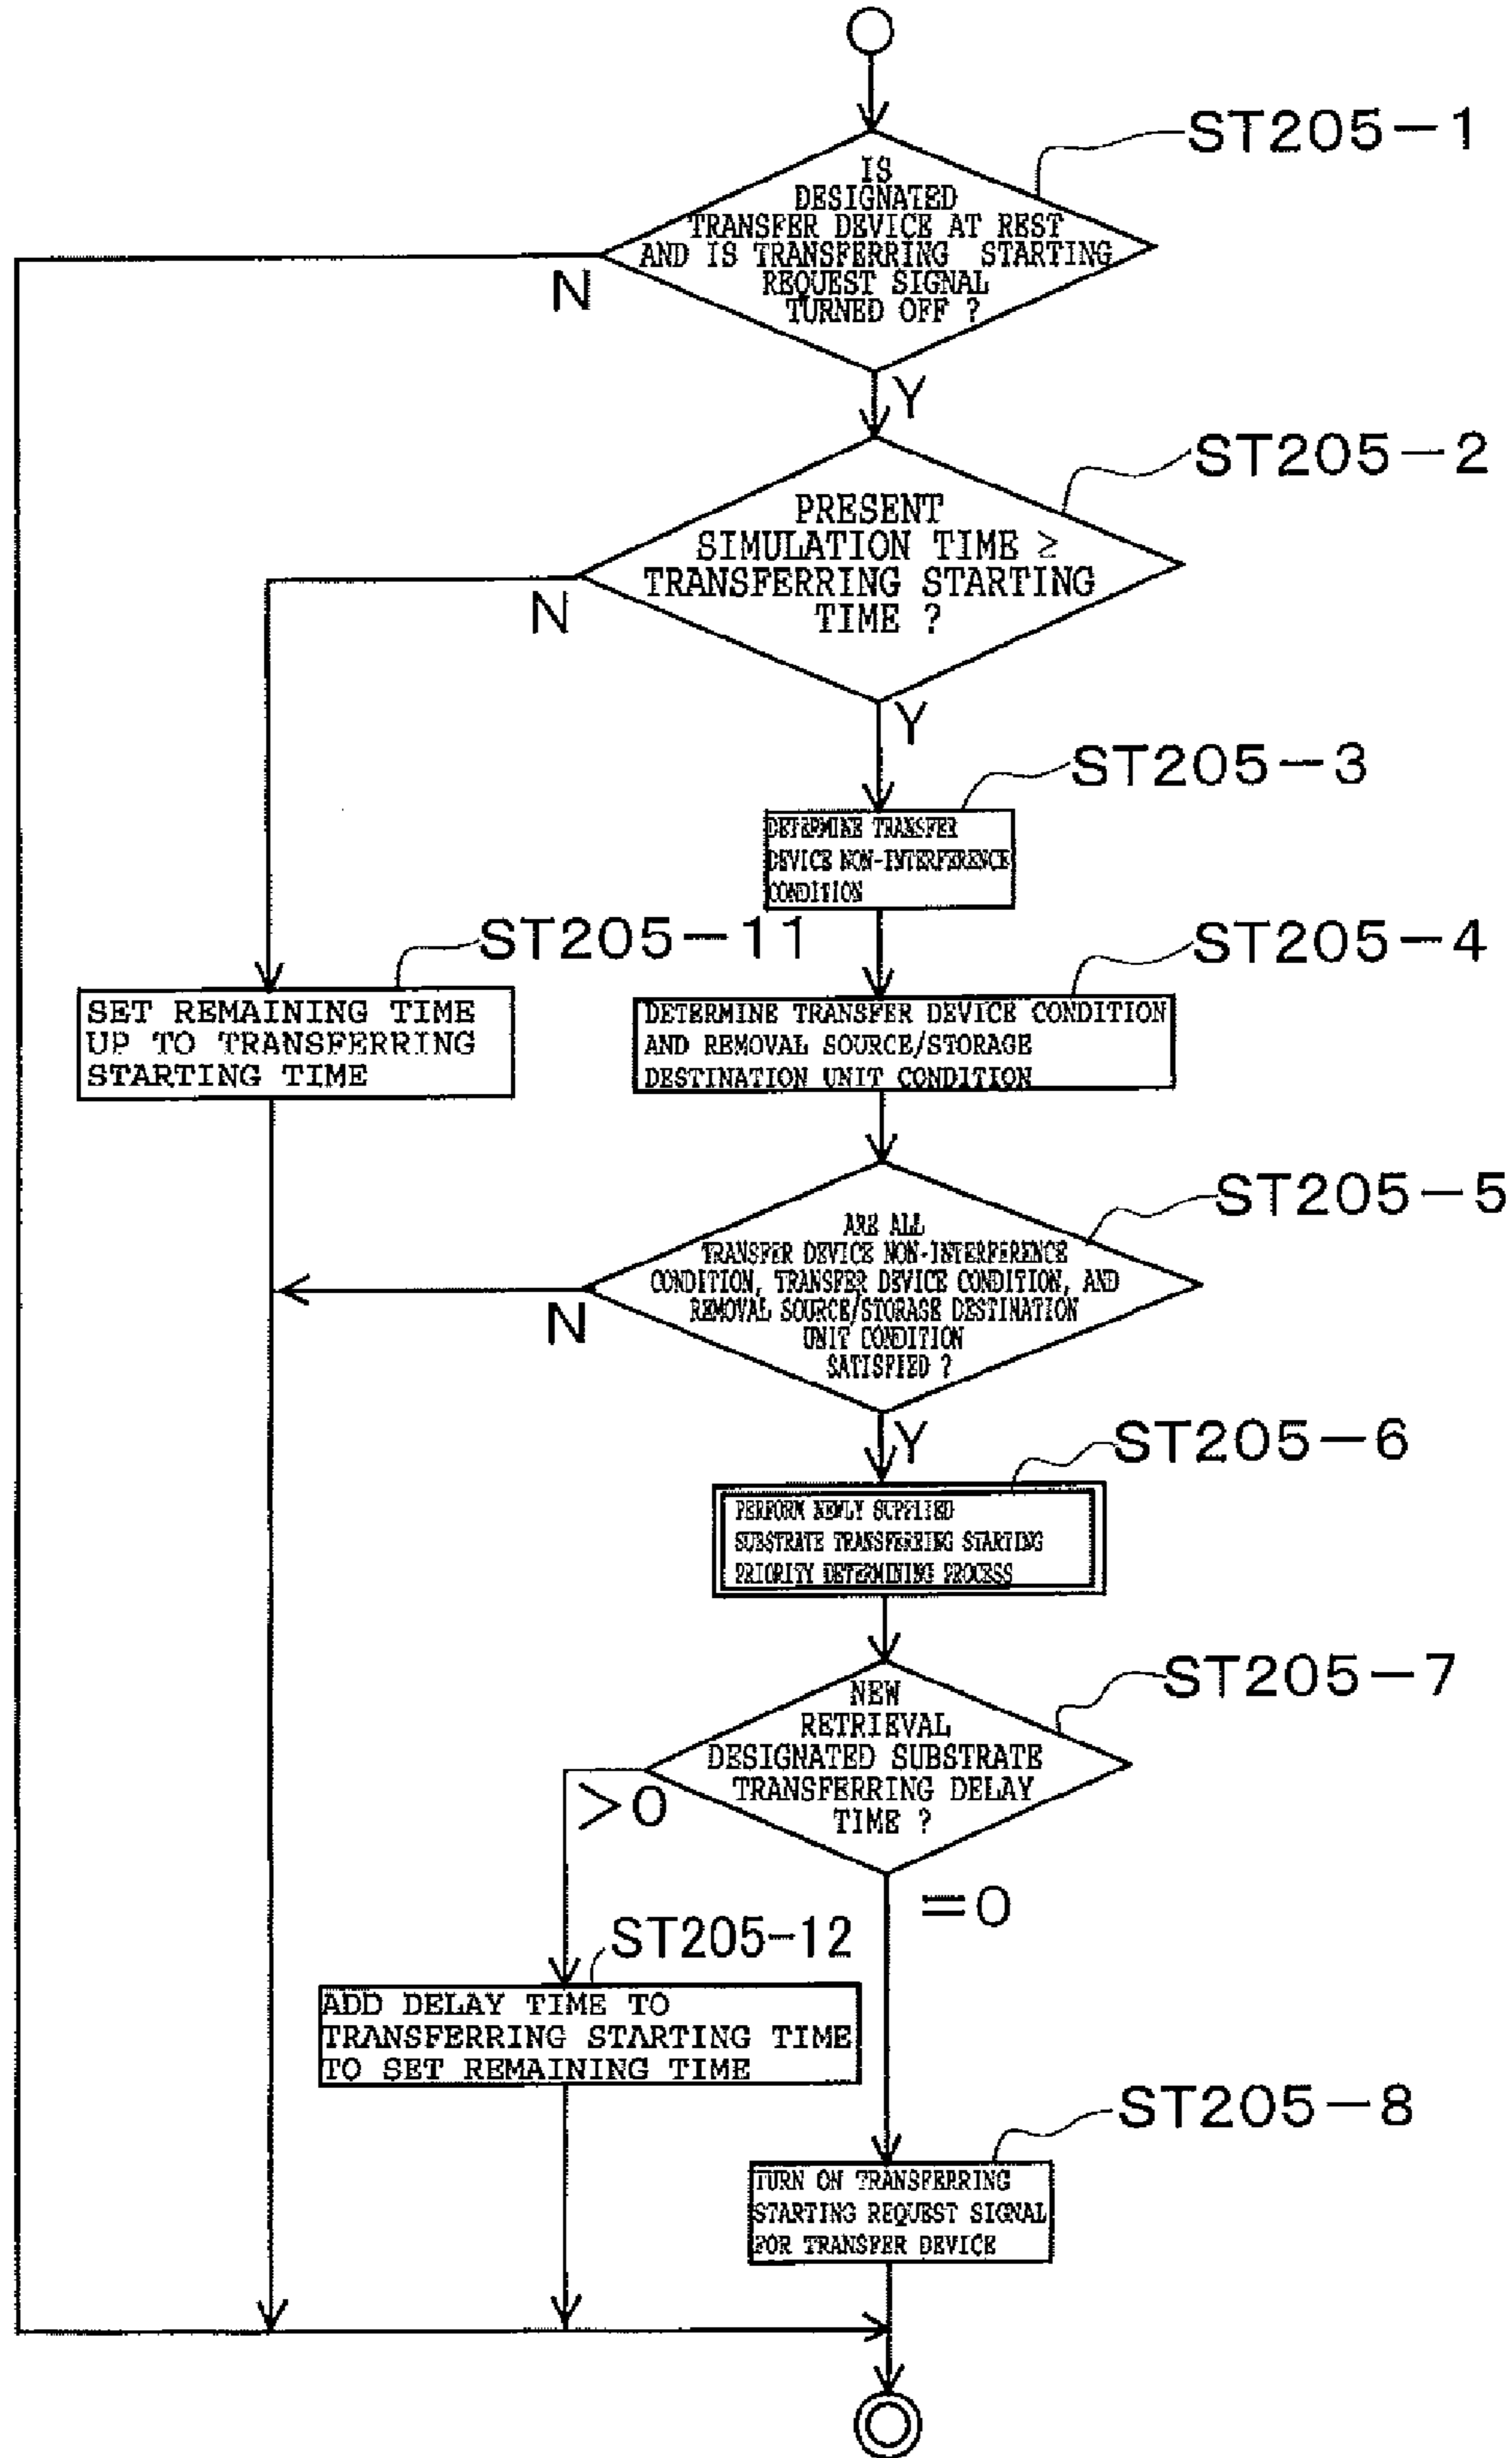 ST205-1
IS
DESIGNATED
TRANSFER DEVICE AT REST
AND IS TRANSFERRING STARTING
REQUEST SIGNAL
TURNED OFF ?
N
Y
ST205-2
PRESENT
SIMULATION TIME ≥
TRANSFERRING STARTING
TIME ?
N
Y
ST205-3
DETERMINE TRANSFER
DEVICE NON-INTERFERENCE
CONDITION
ST205-11
SET REMAINING TIME
UP TO TRANSFERRING
STARTING TIME
ST205-4
DETERMINE TRANSFER DEVICE CONDITION
AND REMOVAL SOURCE/STORAGE
DESTINATION UNIT CONDITION
ST205-5
ARE ALL
TRANSFER DEVICE NON-INTERFERENCE
CONDITION, TRANSFER DEVICE CONDITION, AND
REMOVAL SOURCE/STORAGE DESTINATION
UNIT CONDITION
SATISFIED ?
N
Y
ST205-6
PERFORM NEWLY SUPPLIED
SUBSTRATE TRANSFERRING STARTING
PRIORITY DETERMINING PROCESS
ST205-7
NEW
RETRIEVAL
DESIGNATED SUBSTRATE
TRANSFERRING DELAY
TIME ?
>0
=0
ST205-12
ADD DELAY TIME TO
TRANSFERRING STARTING TIME
TO SET REMAINING TIME
ST205-8
TURN ON TRANSFERRING
STARTING REQUEST SIGNAL
FOR TRANSFER DEVICE